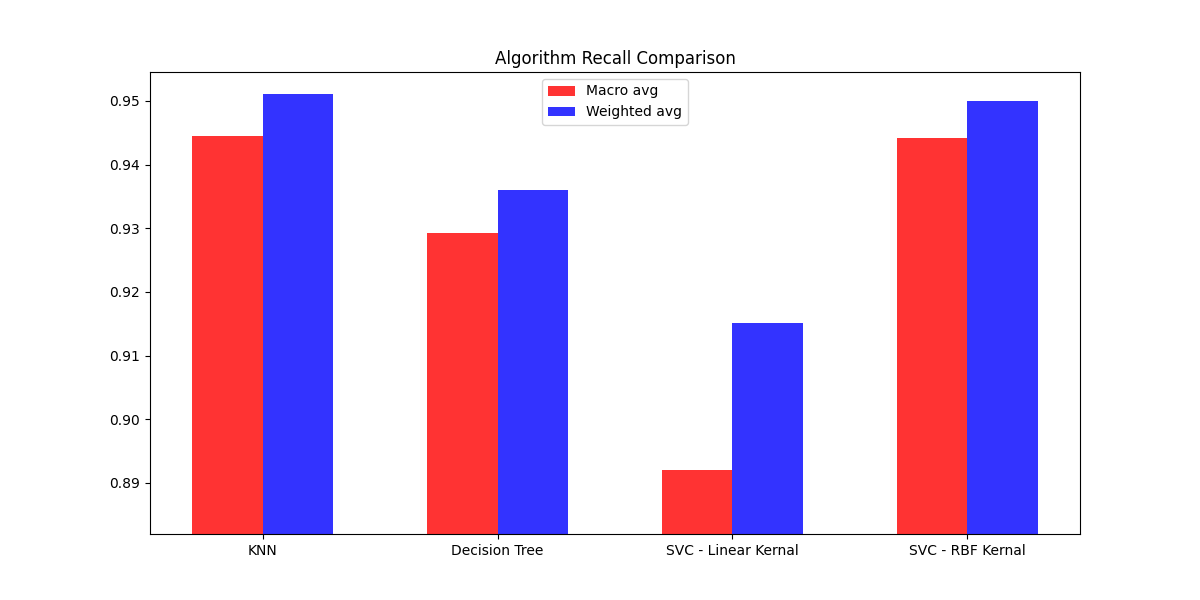 Algorithm Recall Comparison
Macro avg
Weighted avg
0.95
0.94
0.93
0.92
0.91
0.90
0.89
KNN
Decision Tree
SVC - Linear Kernal
SVC - RBF Kernal